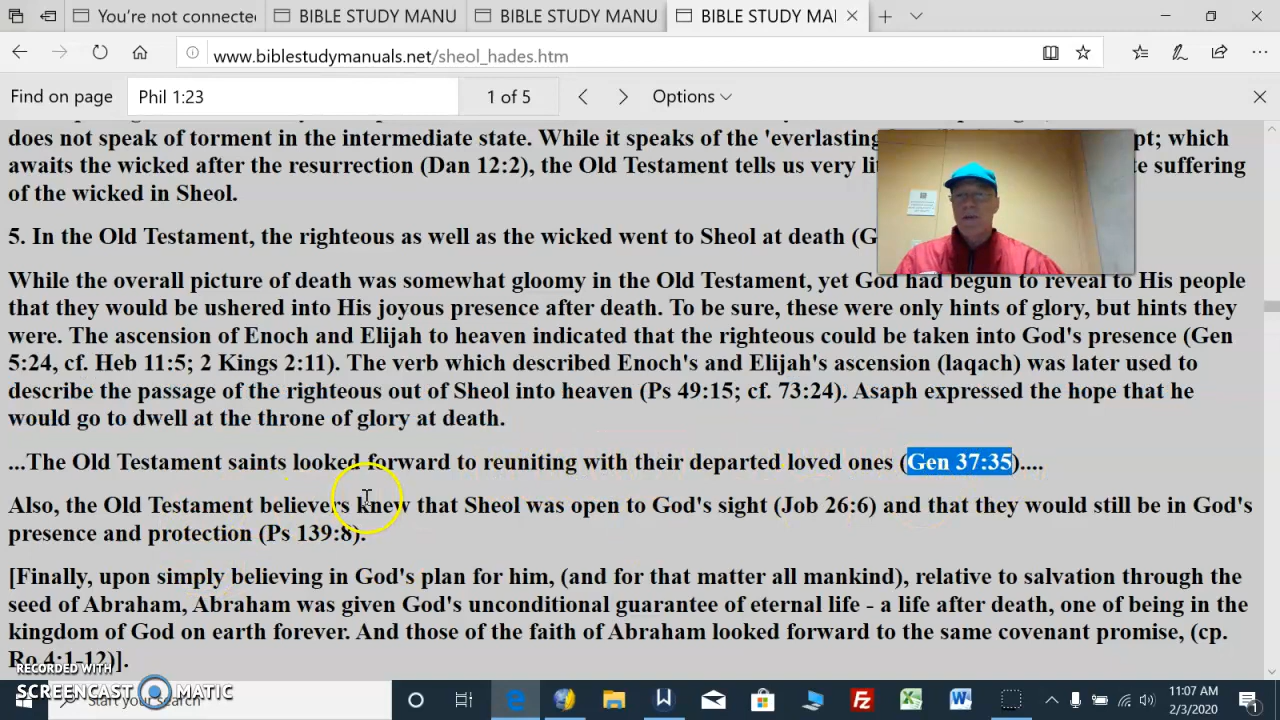 You're not connected
BIBLE STUDY MANU
BIBLE STUDY MANU
BIBLE STUDY MAI
www.biblestudymanuals.net/sheol_hades.htm
Find on page
Phil 1:23
1 of 5
Options
does not speak of torment in the intermediate state. While it speaks of the 'everlasting pt; which
awaits the wicked after the resurrection (Dan 12:2), the Old Testament tells us very suffering
of the wicked in Sheol.
5. In the Old Testament, the righteous as well as the wicked went to Sheol at death (G
While the overall picture of death was somewhat gloomy in the Old Testament, yet God had begun to reveal to His people
that they would be ushered into His joyous presence after death. To be sure, these were only hints of glory, but hints they
were. The ascension of Enoch and Elijah to heaven indicated that the righteous could be taken into God's presence (Gen
5:24, cf. Heb 11:5; 2 Kings 2:11). The verb which described Enoch's and Elijah's ascension (laqach) was later used to
describe the passage of the righteous out of Sheol into heaven (Ps 49:15; cf. 73:24). Asaph expressed the hope that he
would go to dwell at the throne of glory at death.
...The Old Testament saints looked forward to reuniting with their departed loved ones (Gen 37:35)....
Also, the Old Testament believers knew that Sheol was open to God's sight (Job 26:6) and that they would still be in God's
presence and protection (Ps 139:8).
[Finally, upon simply believing in God's plan for him, (and for that matter all mankind), relative to salvation through the
seed of Abraham, Abraham was given God's unconditional guarantee of eternal life - a life after death, one of being in the
kingdom of God on earth forever. And those of the faith of Abraham looked forward to the same covenant promise, (cp.
Ro 4:1-12)].
RECORDED WITH
SCREENCAST MATIC
start your search
11:07 AM
2/3/2020